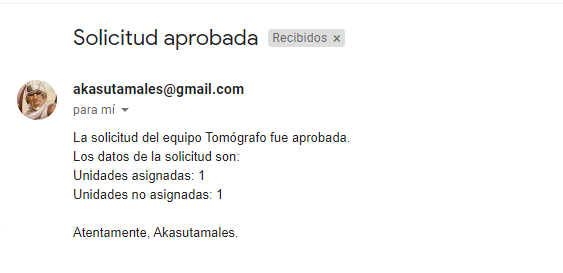 Solicitud aprobada Recibidos ×
akasutamales@gmail.com
para mí
La solicitud del equipo Tomógrafo fue aprobada.
Los datos de la solicitud son:
Unidades asignadas: 1
Unidades no asignadas: 1
Atentamente, Akasutamales.